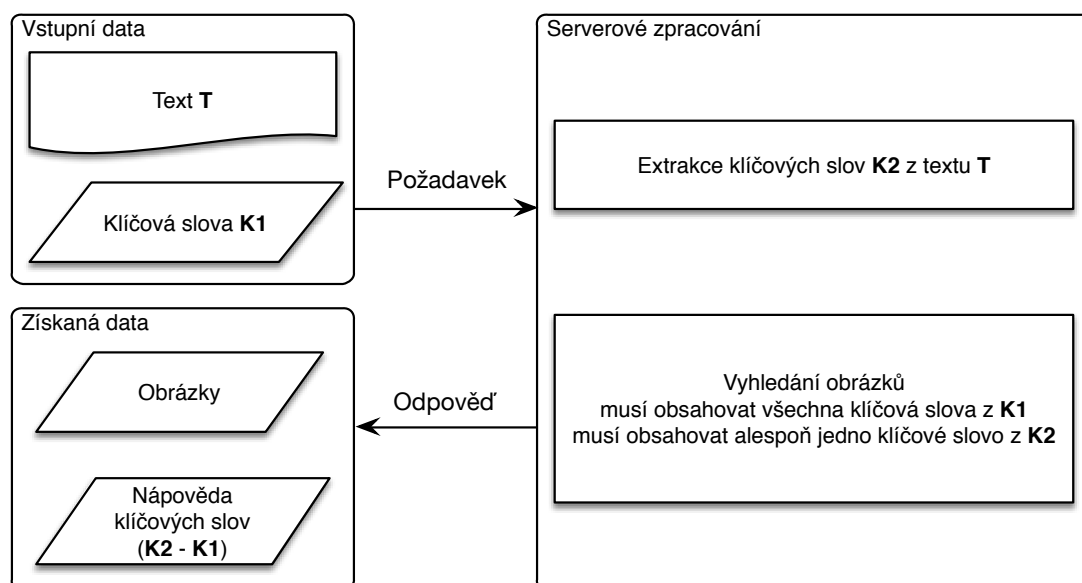 Vstupní data
Text T
Klíčová slova K1
Požadavek
Serverové zpracování
Extrakce klíčových slov K2 z textu T
Vyhledání obrázků
musí obsahovat všechna klíčová slova z K1
musí obsahovat alespoň jedno klíčové slovo z K2
Odpověď
Získaná data
Obrázky
Nápověda
klíčových slov
(K2 - K1)